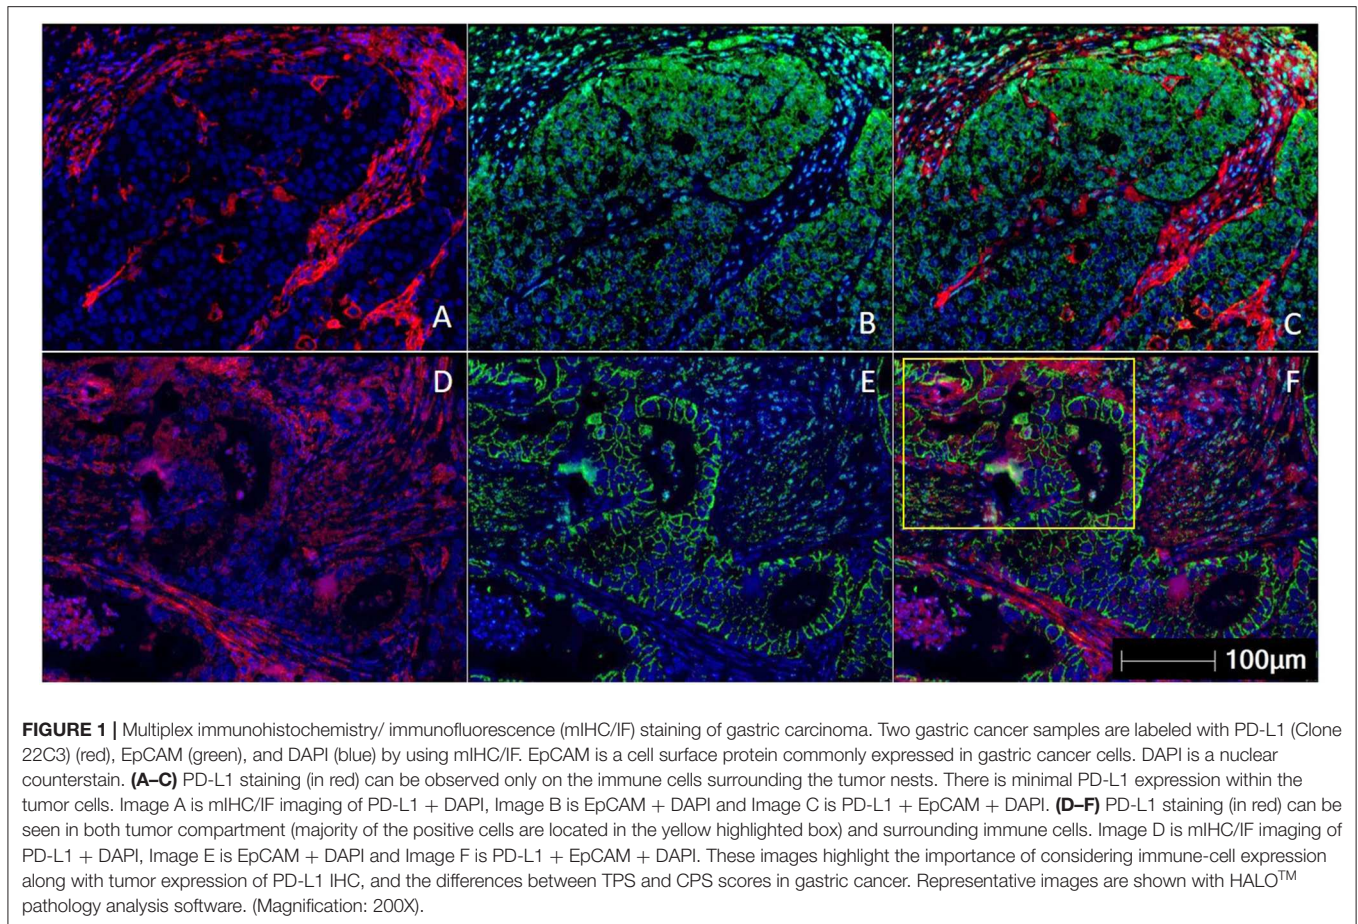 A
B
C
D
E
F
100µm
FIGURE 1 | Multiplex immunohistochemistry/ immunofluorescence (mIHC/IF) staining of gastric carcinoma. Two gastric cancer samples are labeled with PD-L1 (Clone
22C3) (red), EpCAM (green), and DAPI (blue) by using mIHC/IF. EpCAM is a cell surface protein commonly expressed in gastric cancer cells. DAPI is a nuclear
counterstain. (A–C) PD-L1 staining (in red) can be observed only on the immune cells surrounding the tumor nests. There is minimal PD-L1 expression within the
tumor cells. Image A is mIHC/IF imaging of PD-L1 + DAPI, Image B is EpCAM + DAPI and Image C is PD-L1 + EpCAM + DAPI. (D–F) PD-L1 staining (in red) can be
seen in both tumor compartment (majority of the positive cells are located in the yellow highlighted box) and surrounding immune cells. Image D is mIHC/IF imaging of
PD-L1 + DAPI, Image E is EpCAM + DAPI and Image F is PD-L1 + EpCAM + DAPI. These images highlight the importance of considering immune-cell expression
along with tumor expression of PD-L1 IHC, and the differences between TPS and CPS scores in gastric cancer. Representative images are shown with HALO™
pathology analysis software. (Magnification: 200X).